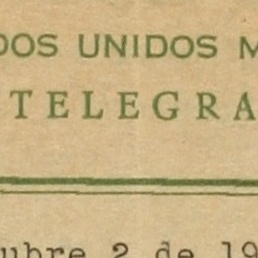 DOS UNIDOS M
TELEGRA
ubre 2 de 19